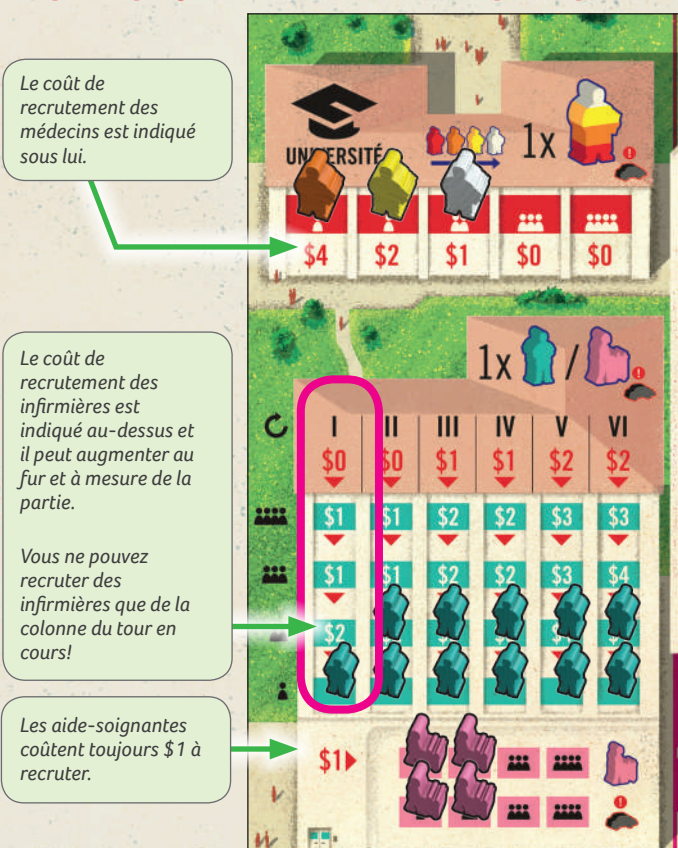 Le coût de
recrutement des
médecins est indiqué
sous lui.
UNIVERSITÉ
1x
$4 $2 $1 $0 $0
Le coût de
recrutement des
infirmières est
indiqué au-dessus et
il peut augmenter au
fur et à mesure de la
partie.
Vous ne pouvez
recruter des
infirmières que de la
colonne du tour en
cours!
1x /
I II III IV V VI
$0 $0 $1 $1 $2 $2
$1 $1 $2 $2 $3 $3
$1 $1 $2 $2 $3 $4
$2
Les aide-soignantes
coûtent toujours $1 à
recruter.
$1